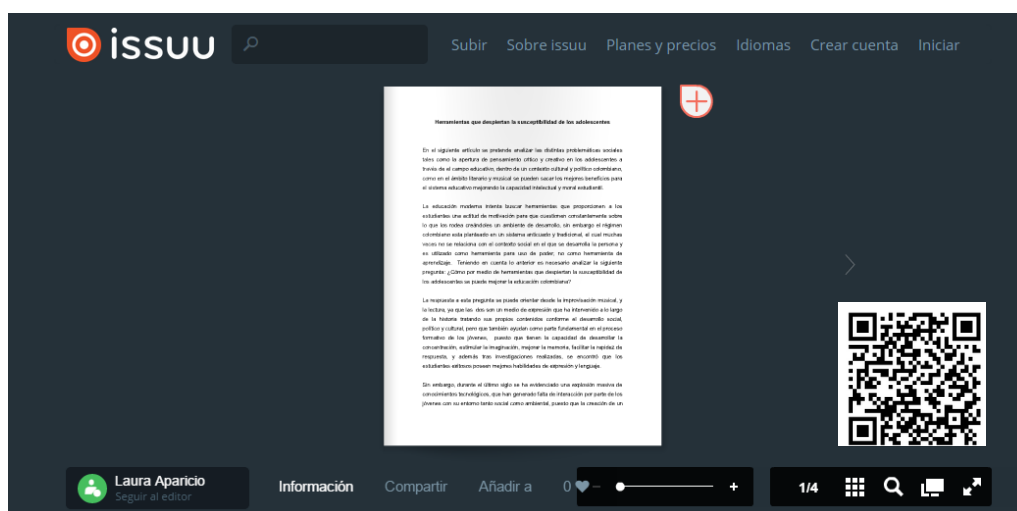 issuu
Subir Sobre issuu Planes y precios Idiomas Crear cuenta Iniciar
Herramientas que despiertan la susceptibilidad de los adolescentes
En el siguiente artículo se pretende analizar las distintas problemáticas sociales
tales como la apertura de pensamiento crítico y creativo en los adolescentes a
través de al campo educativo, dentro de un contexto cultural y político colombiano,
como en el ámbito literario y musical se pueden sacar los mejores beneficios para
el sistema educativo mejorando la capacidad intelectual y moral estudiantil.
La educación moderna intenta buscar herramientas que proporcionen a los
estudiantes una actitud de motivación para que cuestionen constantemente sobre
lo que los rodea creándoles un ambiente de desarrollo, sin embargo el régimen
colombiano esta planteado en un sistema anticuado y tradicional, el cual muchas
veces no se relaciona con el contexto social en el que se desarrolla la persona y
es utilizado como herramienta para uso de poder, no como herramienta de
aprendizaje. Teniendo en cuenta lo anterior es necesario analizar la siguiente
pregunta: ¿Cómo por medio de herramientas que despiertan la susceptibilidad de
los adolescentes se puede mejorar la educación colombiana?
La respuesta a esta pregunta se puede orientar desde la improvisación musical, y
la lectura, ya que las dos son un medio de expresión que ha intervenido a lo largo
de la historia tratando sus propios contenidos conforme el desarrollo social,
político y cultural, pero que también ayudan como parte fundamental en el proceso
formativo de los jóvenes, puesto que tienen la capacidad de desarrollar la
concentración, estimular la imaginación, mejorar la memoria, facilitar la rapidez de
respuesta, y además tras investigaciones realizadas, se encontró que los
estudiantes exitosos poseen mejores habilidades de expresión y lenguaje.
Sin embargo, durante el último siglo se ha evidenciado una explosión masiva de
conocimientos tecnológicos, que han generado falta de interacción por parte de los
jóvenes con su entorno tanto social como ambiental, puesto que la creación de un
Laura Aparicio
Seguir al editor
Información Compartir Añadir a 0
1/4